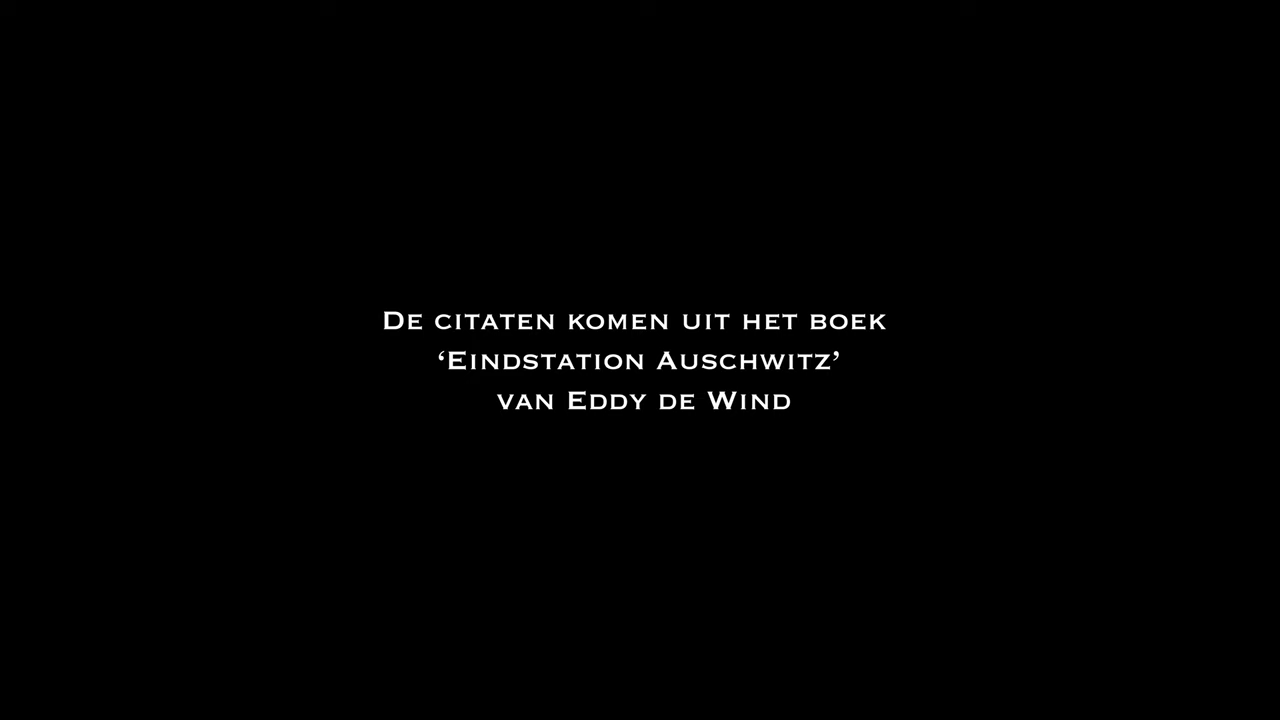 De citaten komen uit het boek
‘Eindstation Auschwitz’
van Eddy de Wind